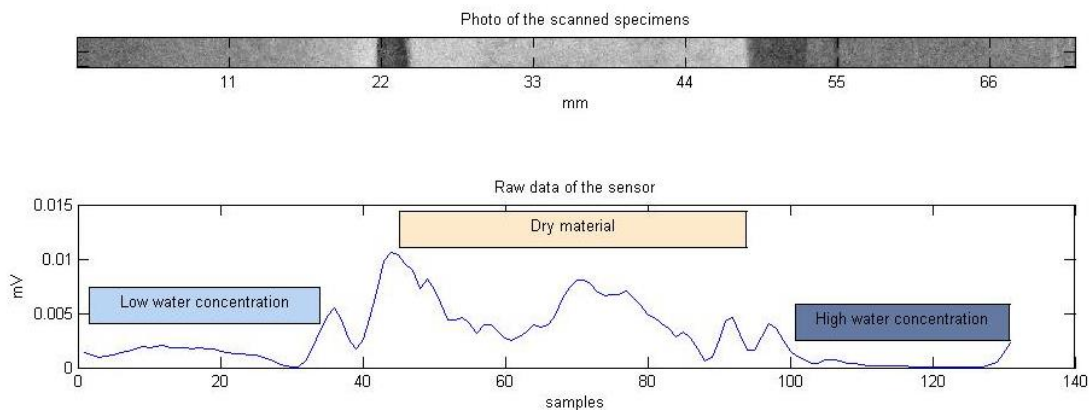 Photo of the scanned specimens
11 22 33 44 55 66
mm
Raw data of the sensor
0.015
0.01
0.005
0
mV
Dry material
Low water concentration
High water concentration
0 20 40 60 80 100 120 140
samples